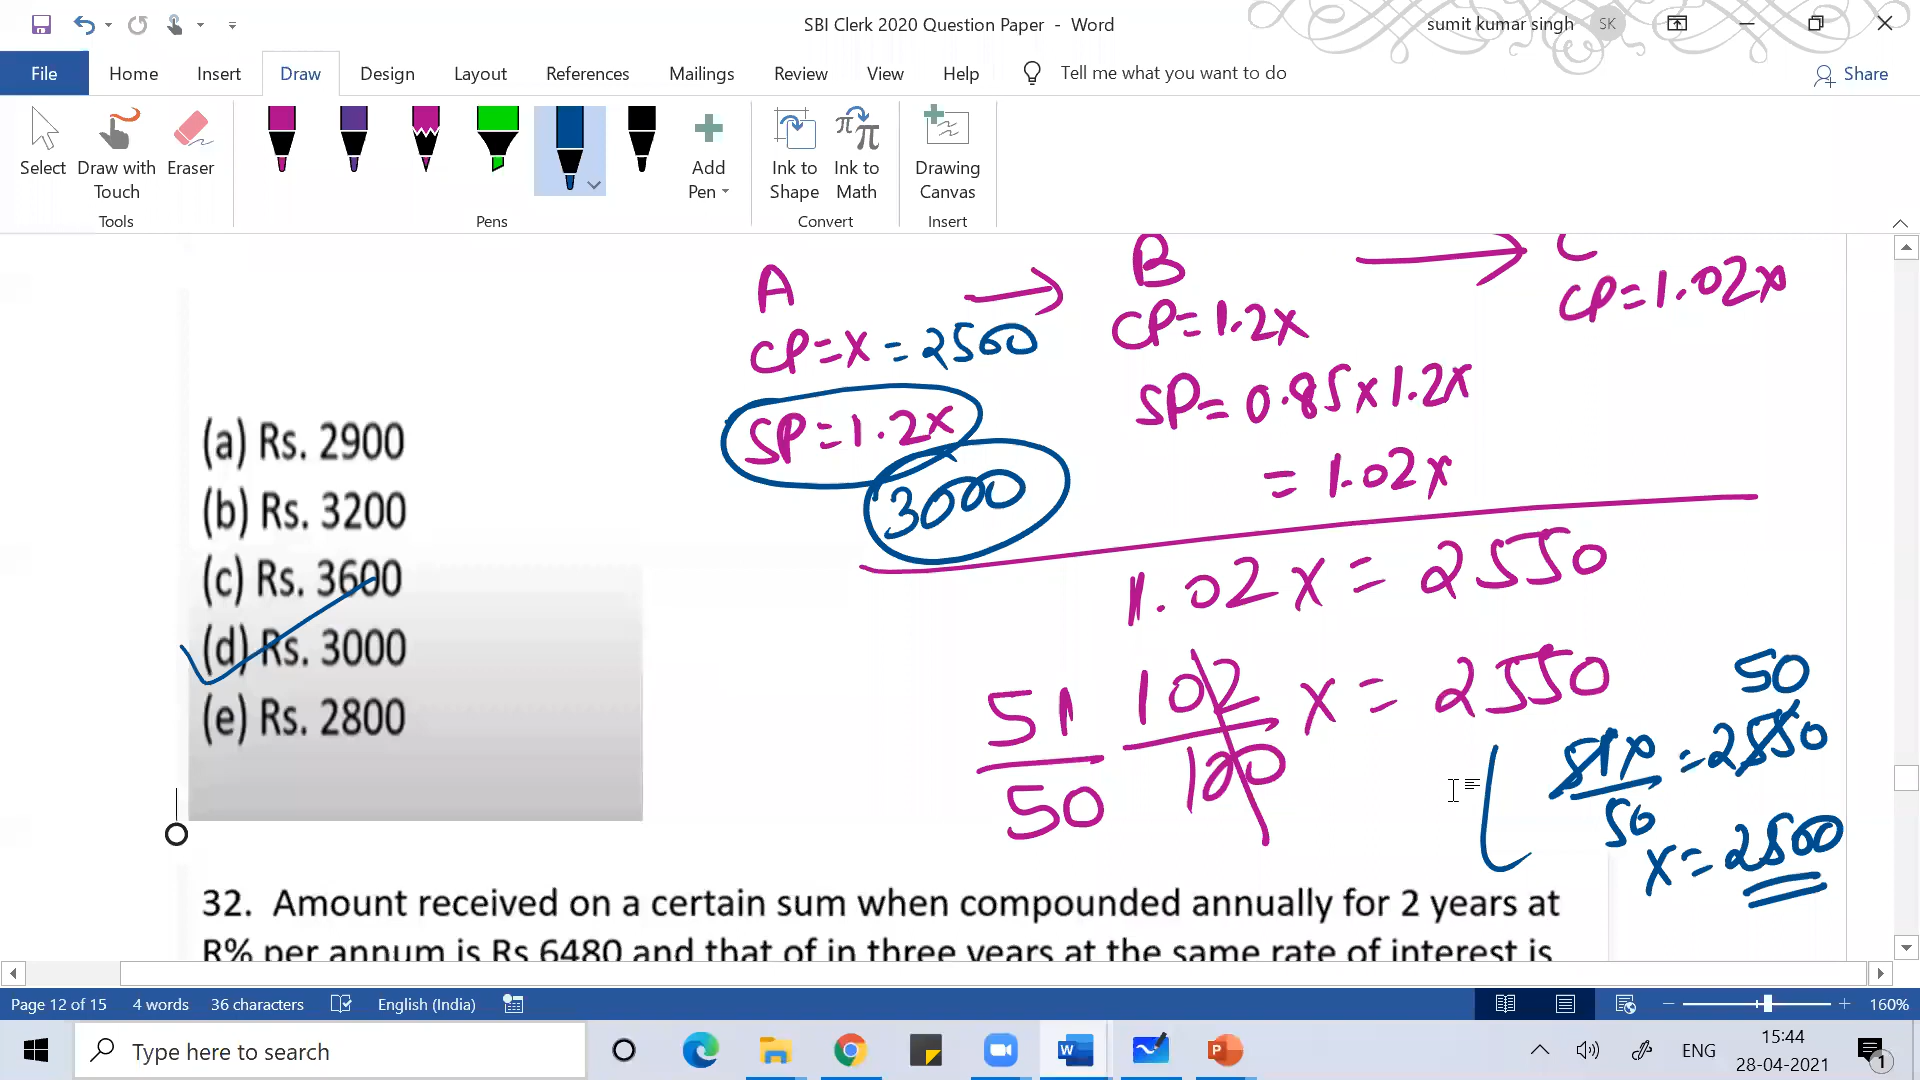 SBI Clerk 2020 Question Paper - Word
sumit kumar singh
SK
File
Home
Insert
Draw
Design
Layout
References
Mailings
Review
View
Help
Tell me what you want to do
Share
Select
Draw with Touch
Eraser
Add Pen
Ink to Shape
Ink to Math
Drawing Canvas
Tools
Pens
Convert
Insert
A
CP=x = 2500
SP=1.2x
3000
B
CP=1.2x
SP= 0.85x1.2x
= 1.02x
C
CP=1.02x
(a) Rs. 2900
(b) Rs. 3200
(c) Rs. 3600
(d) Rs. 3000
(e) Rs. 2800
1.02x = 2550
51/50 102/100 x = 2550
50
51x/50 = 2550
x = 2500
32. Amount received on a certain sum when compounded annually for 2 years at
R% per annum is Rs 6480 and that of in three years at the same rate of interest is
Page 12 of 15
4 words
36 characters
English (India)
160%
Type here to search
ENG
15:44
28-04-2021
1